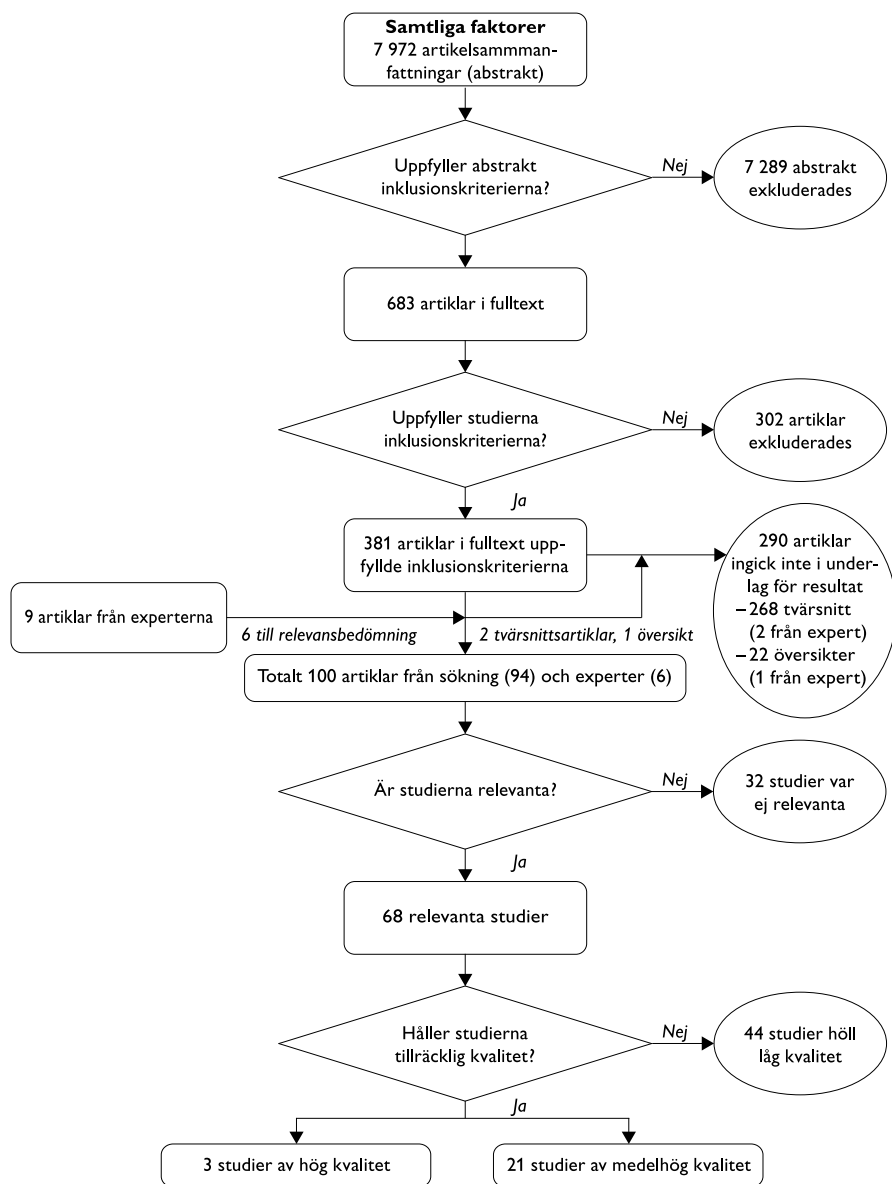 Samtliga faktorer
7 972 artikelsammman-
fattningar (abstrakt)
Uppfyller abstrakt
inklusionskriterierna?
Nej
7 289 abstrakt
exkluderades
683 artiklar i fulltext
Uppfyller studierna
inklusionskriterierna?
Nej
302 artiklar
exkluderades
Ja
381 artiklar i fulltext upp-
fyllde inklusionskriterierna
290 artiklar
ingick inte i under-
lag för resultat
– 268 tvärsnitt
(2 från expert)
– 22 översikter
(1 från expert)
9 artiklar från experterna
6 till relevansbedömning
2 tvärsnittsartiklar, 1 översikt
Totalt 100 artiklar från sökning (94) och experter (6)
Är studierna relevanta?
Nej
32 studier var
ej relevanta
Ja
68 relevanta studier
Håller studierna
tillräcklig kvalitet?
Nej
44 studier höll
låg kvalitet
Ja
3 studier av hög kvalitet
21 studier av medelhög kvalitet